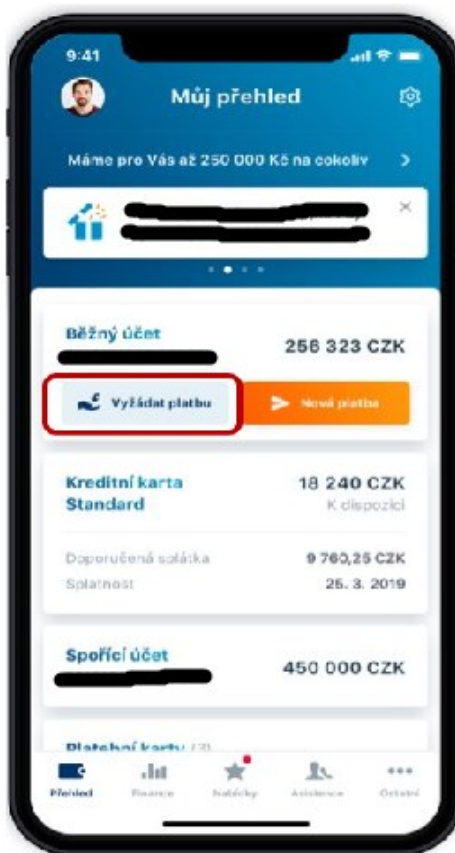 9:41
Můj přehled
Máme pro Vás až 250 000 Kč na cokoliv
Běžný účet
256 323 CZK
Vyžádat platbu
Nová platba
Kreditní karta
Standard
18 240 CZK
K dispozici
Doporučená splátka
9 760,25 CZK
Splatnost
25. 3. 2019
Spořící účet
450 000 CZK
Platební karty
Přehled
Finance
Nabídky
Asistence
Ostatní